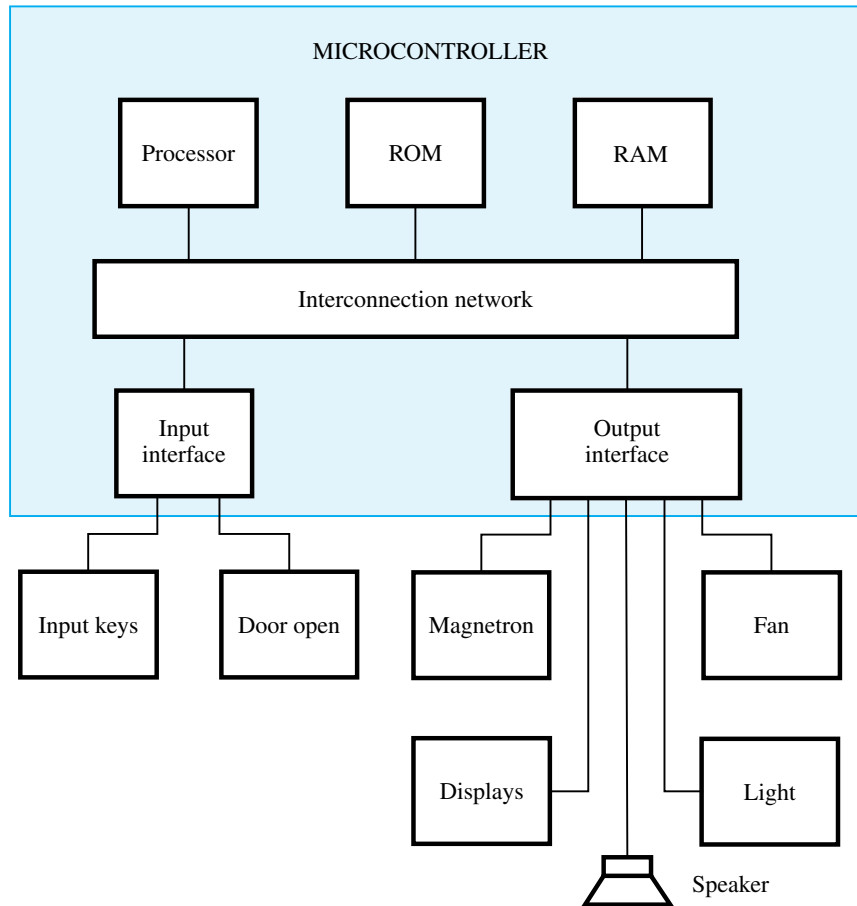 MICROCONTROLLER
Processor
ROM
RAM
Interconnection network
Input
interface
Output
interface
Input keys
Door open
Magnetron
Fan
Displays
Light
Speaker